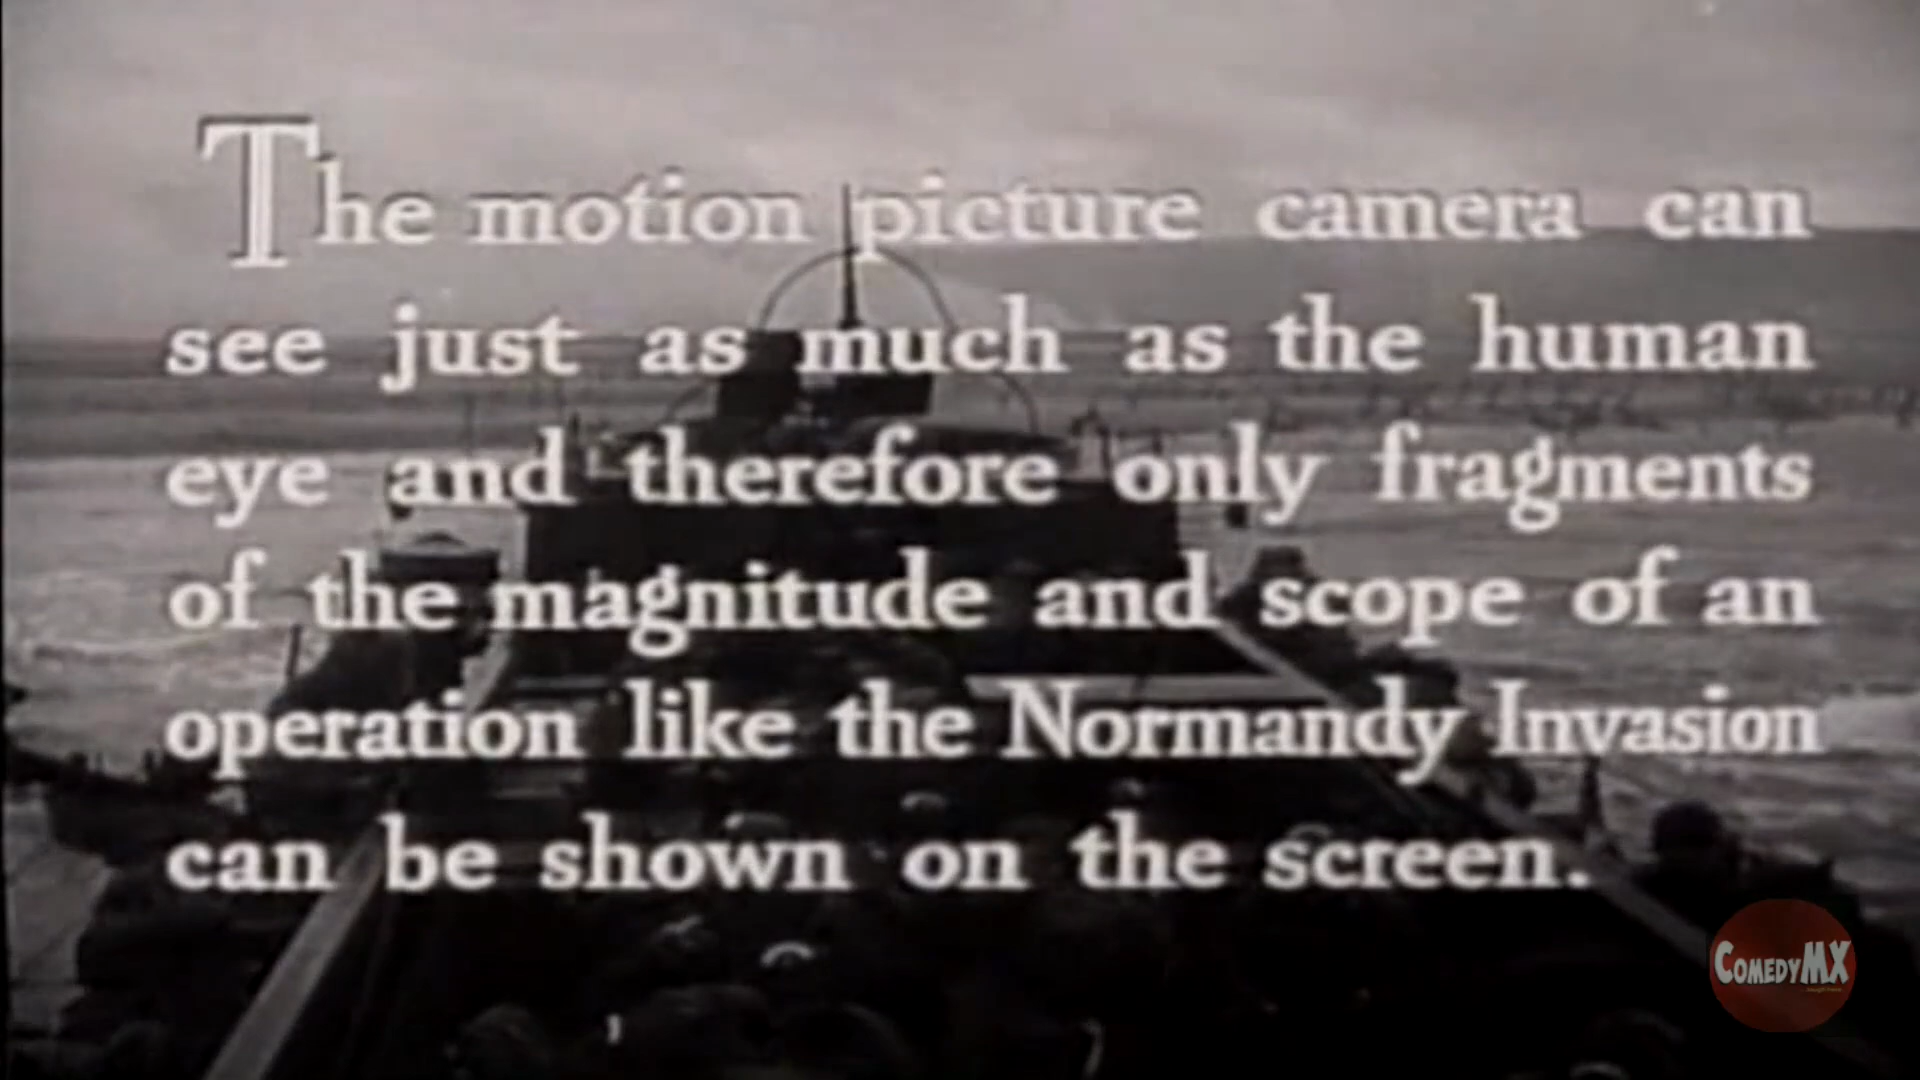 The motion picture camera can
see just as much as the human
eye and therefore only fragments
of the magnitude and scope of an
operation like the Normandy Invasion
can be shown on the screen.
COMEDYMX